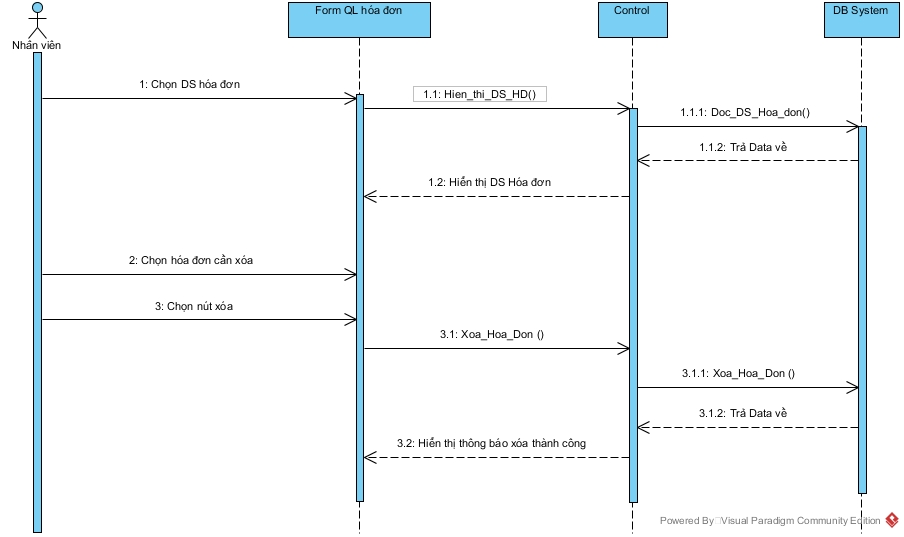 Form QL hóa đơn
Control
DB System
Nhân viên
1: Chọn DS hóa đơn
1.1: Hien_thi_DS_HD()
1.1.1: Doc_DS_Hoa_don()
1.1.2: Trả Data về
1.2: Hiển thị DS Hóa đơn
2: Chọn hóa đơn cần xóa
3: Chọn nút xóa
3.1: Xoa_Hoa_Don ()
3.1.1: Xoa_Hoa_Don ()
3.1.2: Trả Data về
3.2: Hiển thị thông báo xóa thành công
Powered By Visual Paradigm Community Edition